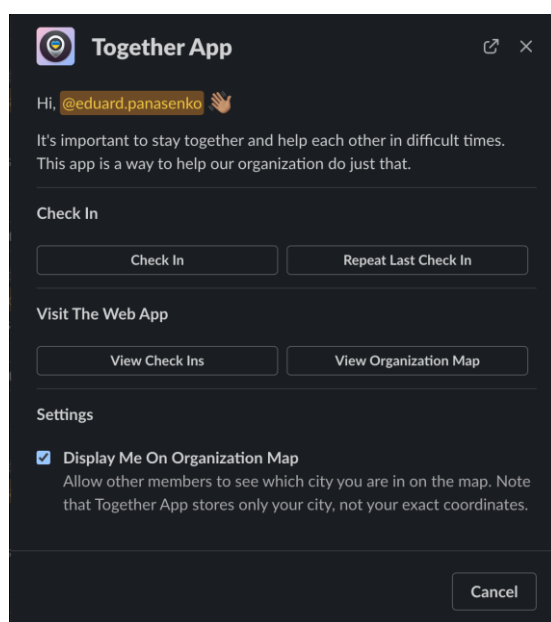 Together App
Hi, @eduard.panasenko 👋🏽
It's important to stay together and help each other in difficult times.
This app is a way to help our organization do just that.
Check In
Check In
Repeat Last Check In
Visit The Web App
View Check Ins
View Organization Map
Settings
Display Me On Organization Map
Allow other members to see which city you are in on the map. Note
that Together App stores only your city, not your exact coordinates.
Cancel